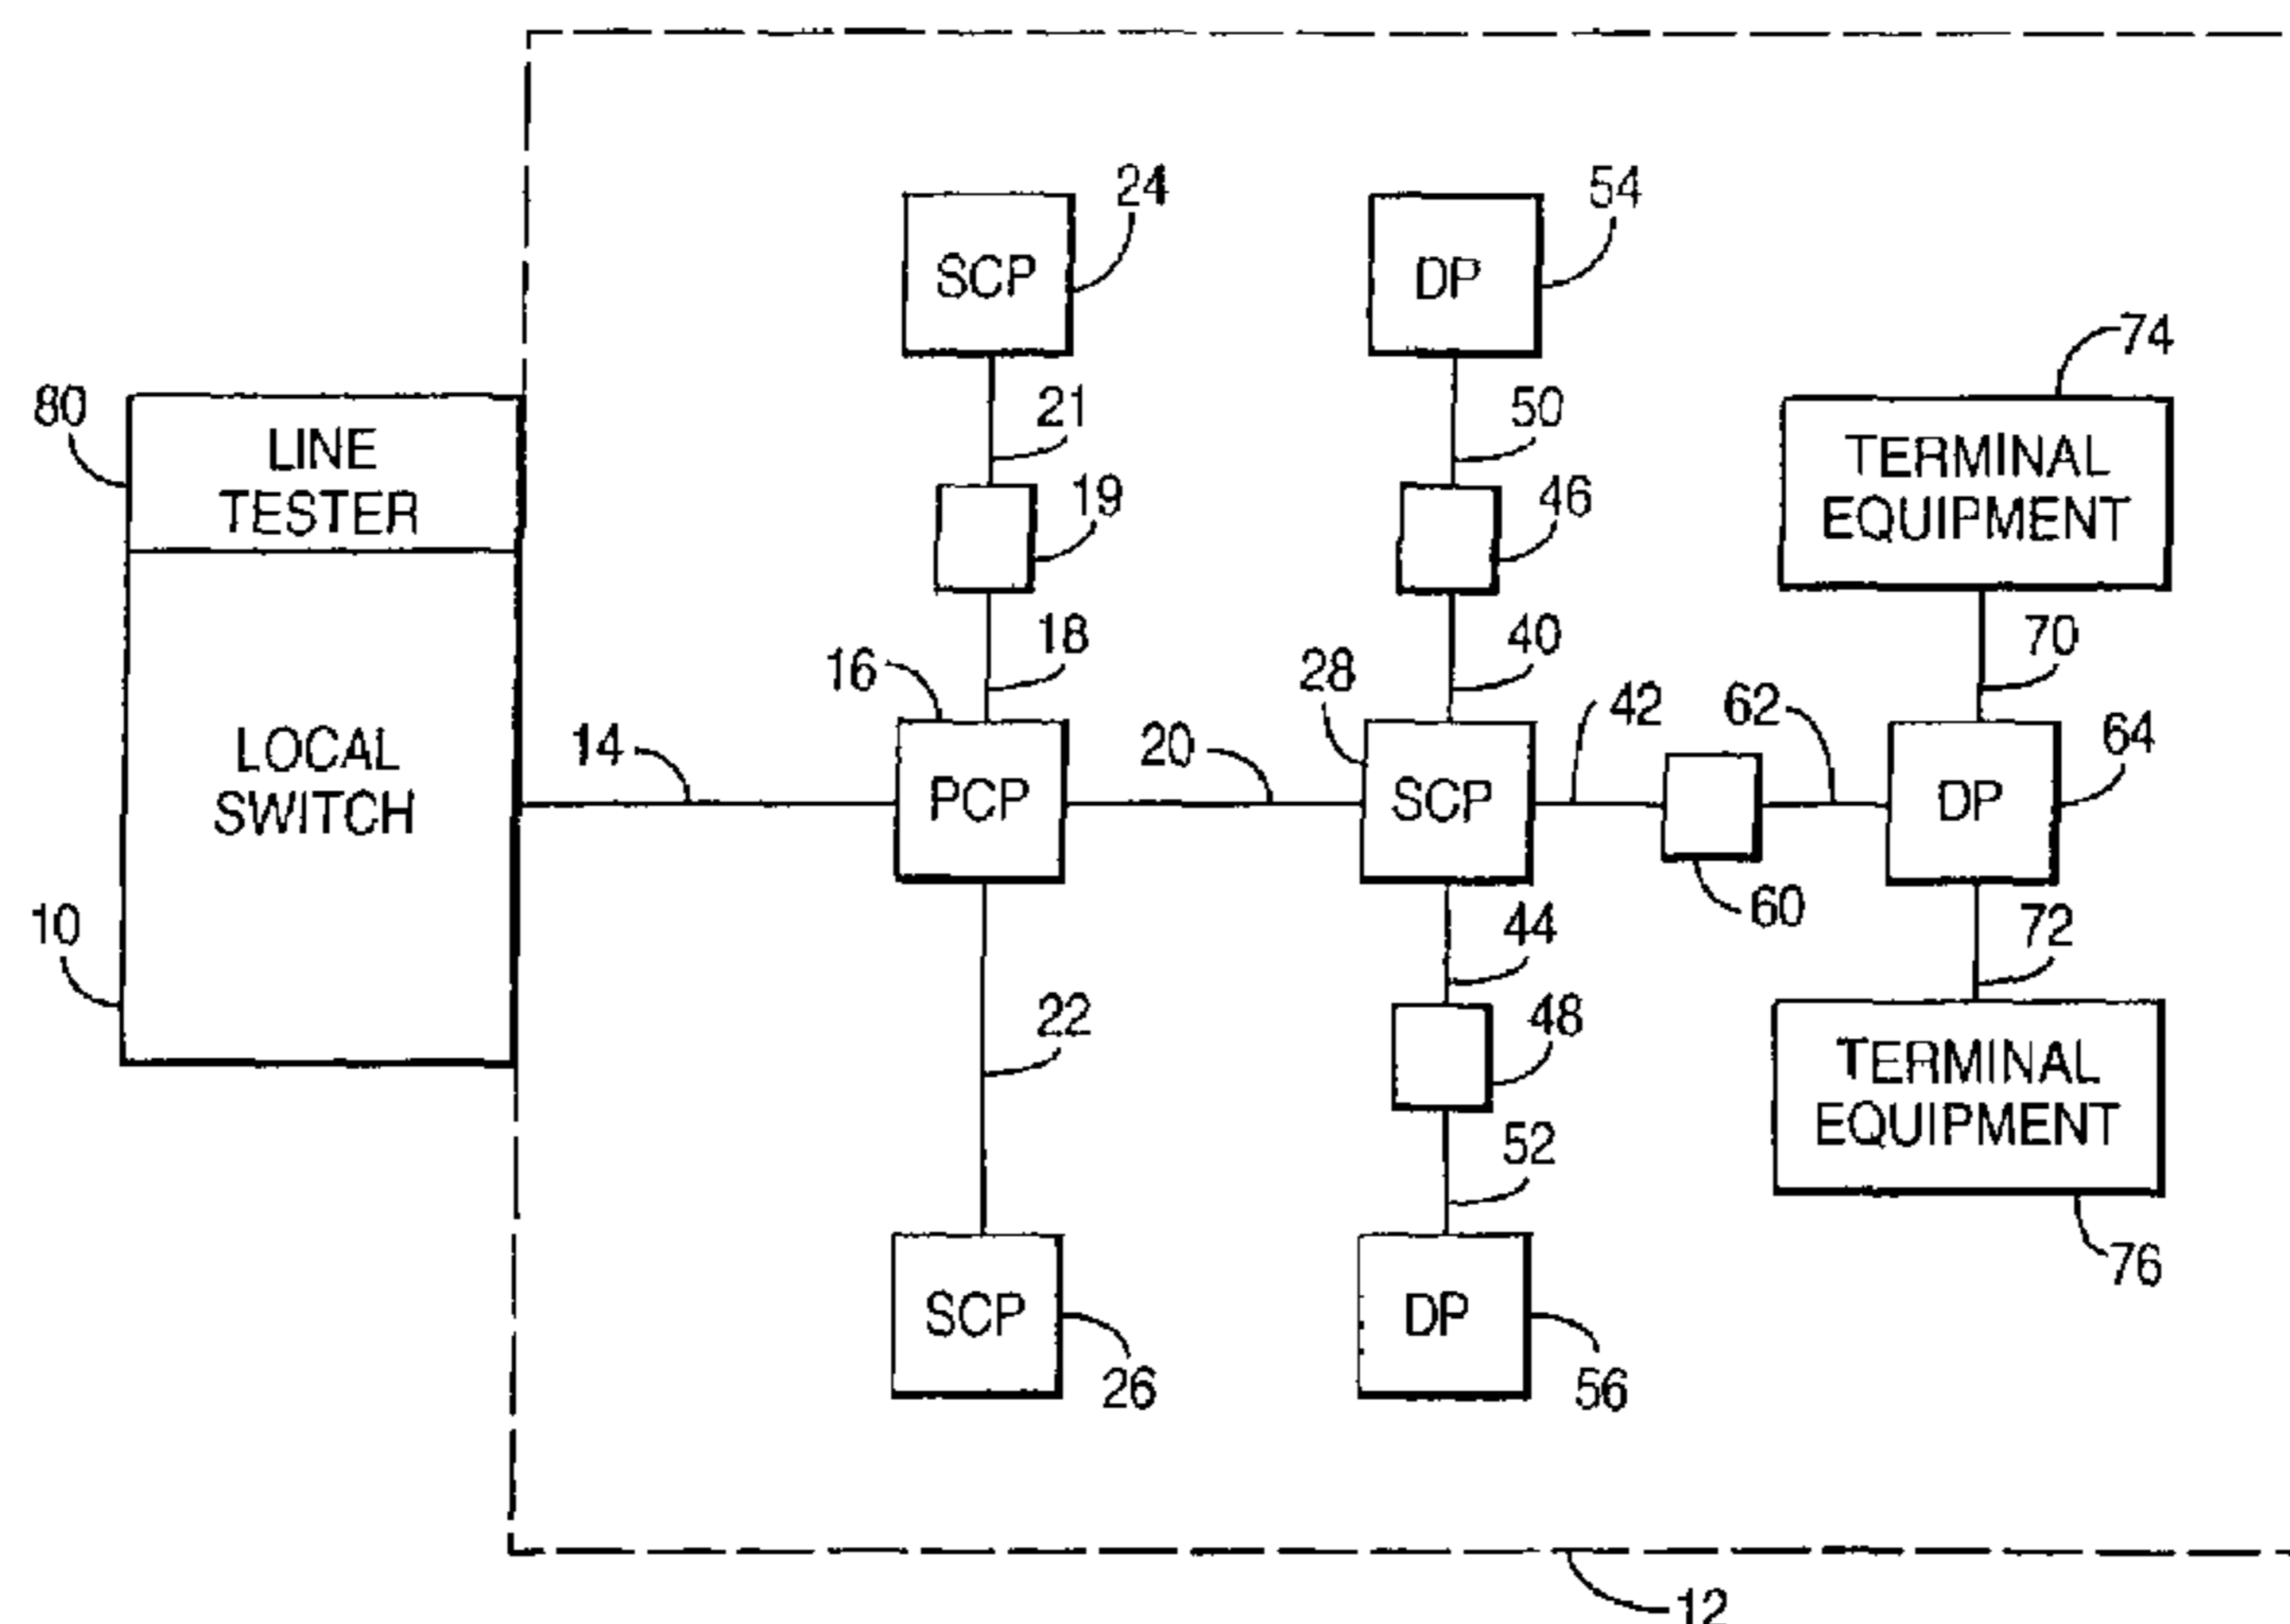 24
54
SCP
DP
74
80
21
50
LINE
TESTER
TERMINAL
EQUIPMENT
19
46
18
40
70
16
28
42
62
64
14
20
LOCAL
SWITCH
PCP
SCP
DP
10
44
60
72
22
48
TERMINAL
EQUIPMENT
52
76
SCP
DP
26
56
12